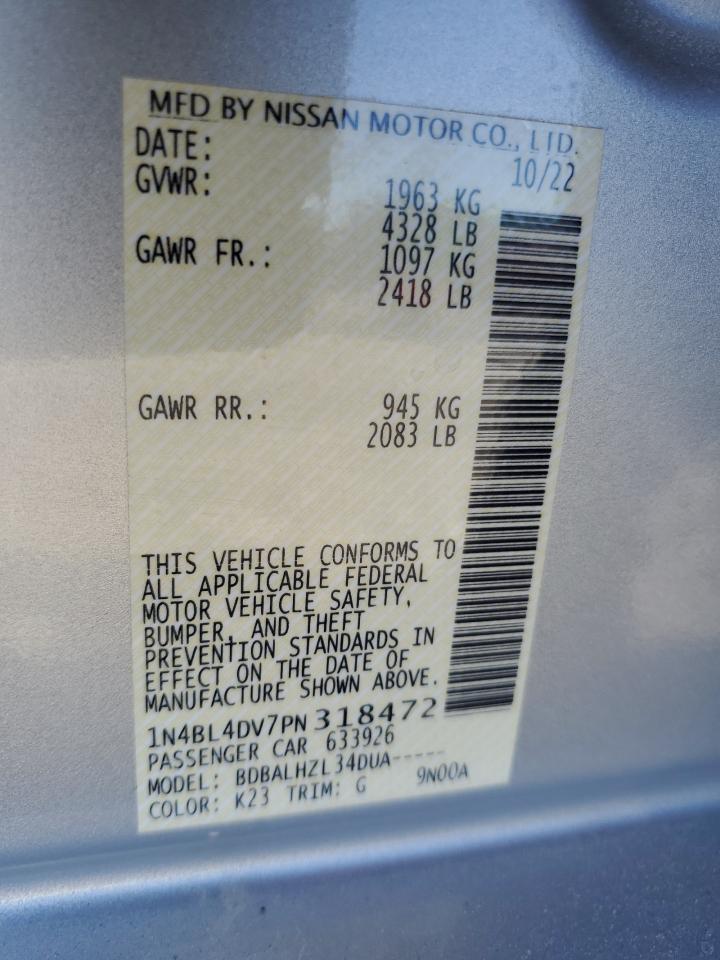 MFD BY NISSAN MOTOR CO., LTD.
DATE: 10/22
GVWR: 1963 KG
4328 LB
GAWR FR.: 1097 KG
2418 LB
GAWR RR.: 945 KG
2083 LB
THIS VEHICLE CONFORMS TO
ALL APPLICABLE FEDERAL
MOTOR VEHICLE SAFETY,
BUMPER, AND THEFT
PREVENTION STANDARDS IN
EFFECT ON THE DATE OF
MANUFACTURE SHOWN ABOVE.
1N4BL4DV7PN318472
PASSENGER CAR 633926
MODEL: BDBALHZL34DUA-----
COLOR: K23 TRIM: G 9N00A